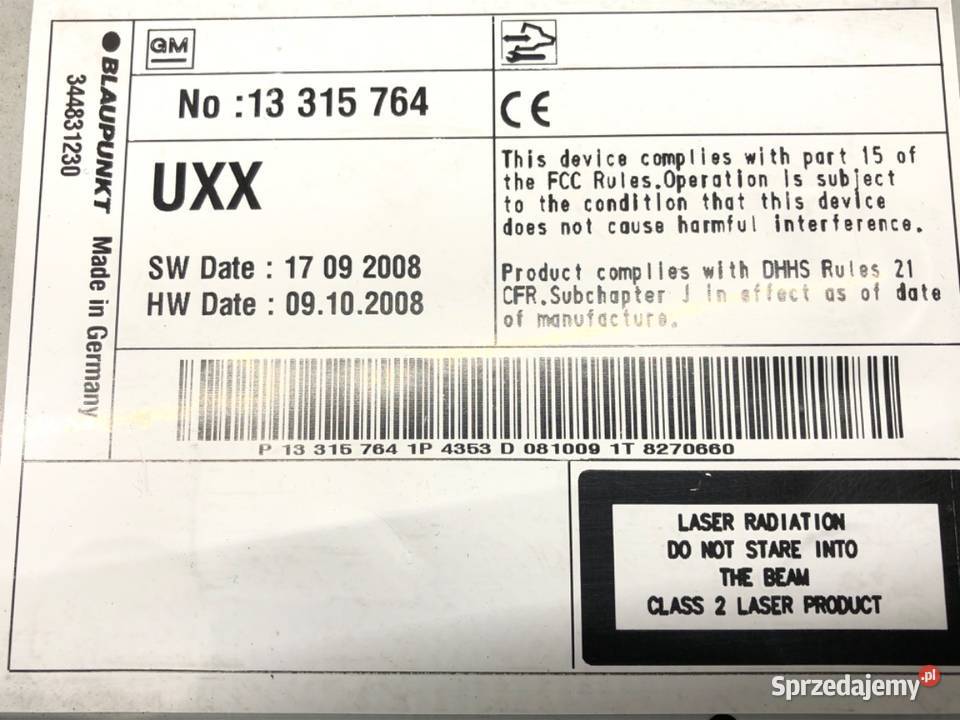 BLAUPUNKT Made in Germany
344831230
GM
No :13 315 764
CE
UXX
SW Date : 17 09 2008
HW Date : 09.10.2008
This device complies with part 15 of
the FCC Rules.Operation is subject
to the condition that this device
does not cause harmful interference.
Product complies with DHHS Rules 21
CFR.Subchapter J in effect as of date
of manufacture.
P 13 315 764 1P 4353 D 081009 1T 8270660
LASER RADIATION
DO NOT STARE INTO
THE BEAM
CLASS 2 LASER PRODUCT
Sprzedajemy.pl